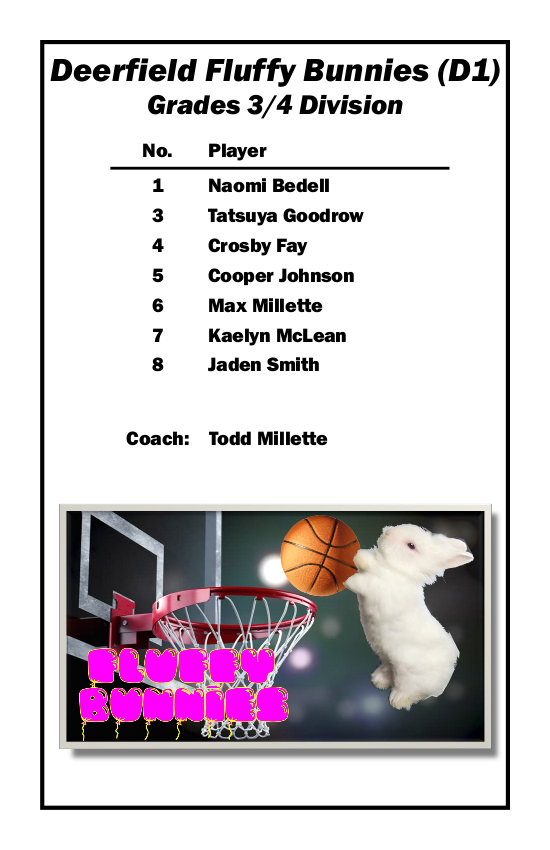 Deerfield Fluffy Bunnies (D1)
Grades 3/4 Division
No. Player
1 Naomi Bedell
3 Tatsuya Goodrow
4 Crosby Fay
5 Cooper Johnson
6 Max Millette
7 Kaelyn McLean
8 Jaden Smith
Coach: Todd Millette
FLUFFY
BUNNIES